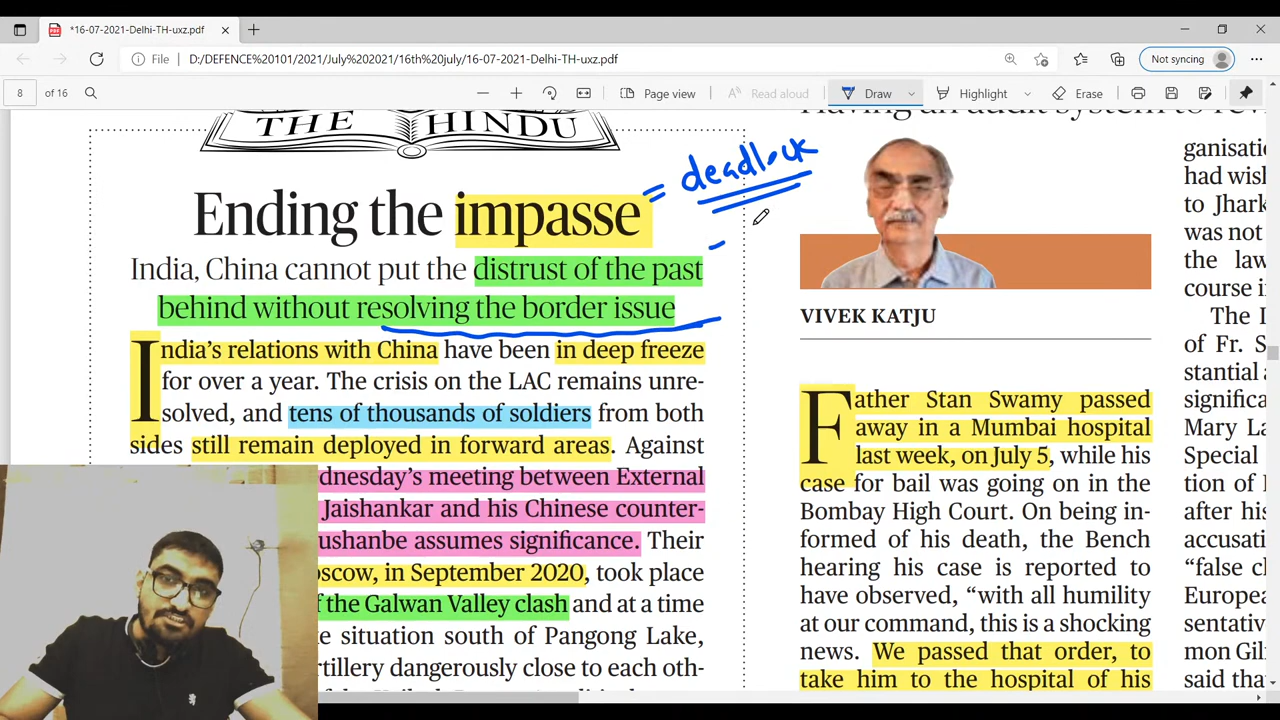 *16-07-2021-Delhi-TH-uxz.pdf
File
D:/DEFENCE%20101/2021/July%202021/16th%20july/16-07-2021-Delhi-TH-uxz.pdf
Not syncing
8 of 16
Page view
Read aloud
Draw
Highlight
Erase
THE HINDU
Ending the impasse
= deadlock
India, China cannot put the distrust of the past
behind without resolving the border issue
India's relations with China have been in deep freeze
for over a year. The crisis on the LAC remains unre-
solved, and tens of thousands of soldiers from both
sides still remain deployed in forward areas. Against
dnesday's meeting between External
Jaishankar and his Chinese counter-
ushanbe assumes significance. Their
oscow, in September 2020, took place
f the Galwan Valley clash and at a time
e situation south of Pangong Lake,
rtillery dangerously close to each oth-
VIVEK KATJU
Father Stan Swamy passed
away in a Mumbai hospital
last week, on July 5, while his
case for bail was going on in the
Bombay High Court. On being in-
formed of his death, the Bench
hearing his case is reported to
have observed, "with all humility
at our command, this is a shocking
news. We passed that order, to
take him to the hospital of his
ganisatio
had wish
to Jhark
was not
the law
course i
The I
of Fr. S
stantial a
significa
Mary La
Special
tion of I
after his
accusati
"false cl
Europea
sentativ
mon Gil
said tha